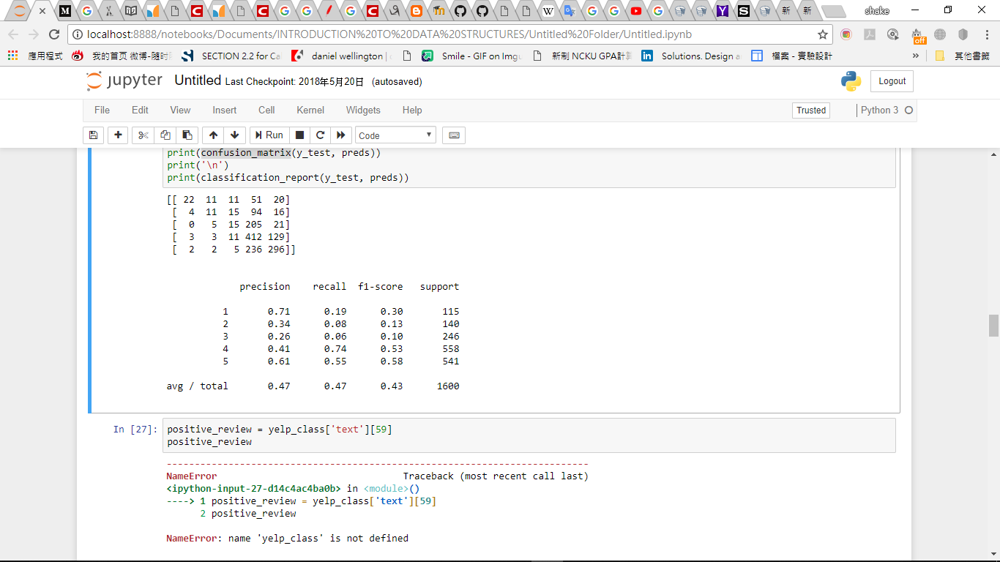 shake
localhost:8888/notebooks/Documents/INTRODUCTION%20TO%20DATA%20STRUCTURES/Untitled%20Folder/Untitled.ipynb
off
應用程式 我的首頁 微博-隨時 SECTION 2.2 for Ca daniel wellington | Smile - GIF on Img 新制 NCKU GPA計 Solutions. Design a 檔案 - 實驗設計 » 其他書籤
jupyter Untitled Last Checkpoint: 2018年5月20日 (autosaved) Logout
File Edit View Insert Cell Kernel Widgets Help Trusted Python 3
Run Code
print(confusion_matrix(y_test, preds))
print('\n')
print(classification_report(y_test, preds))
[[ 22 11 11 51 20]
[ 4 11 15 94 16]
[ 0 5 15 205 21]
[ 3 3 11 412 129]
[ 2 2 5 236 296]]
precision recall f1-score support
1 0.71 0.19 0.30 115
2 0.34 0.08 0.13 140
3 0.26 0.06 0.10 246
4 0.41 0.74 0.53 558
5 0.61 0.55 0.58 541
avg / total 0.47 0.47 0.43 1600
In [27]: positive_review = yelp_class['text'][59]
positive_review
---------------------------------------------------------------------------
NameError Traceback (most recent call last)
<ipython-input-27-d14c4ac4ba0b> in <module>()
----> 1 positive_review = yelp_class['text'][59]
2 positive_review
NameError: name 'yelp_class' is not defined